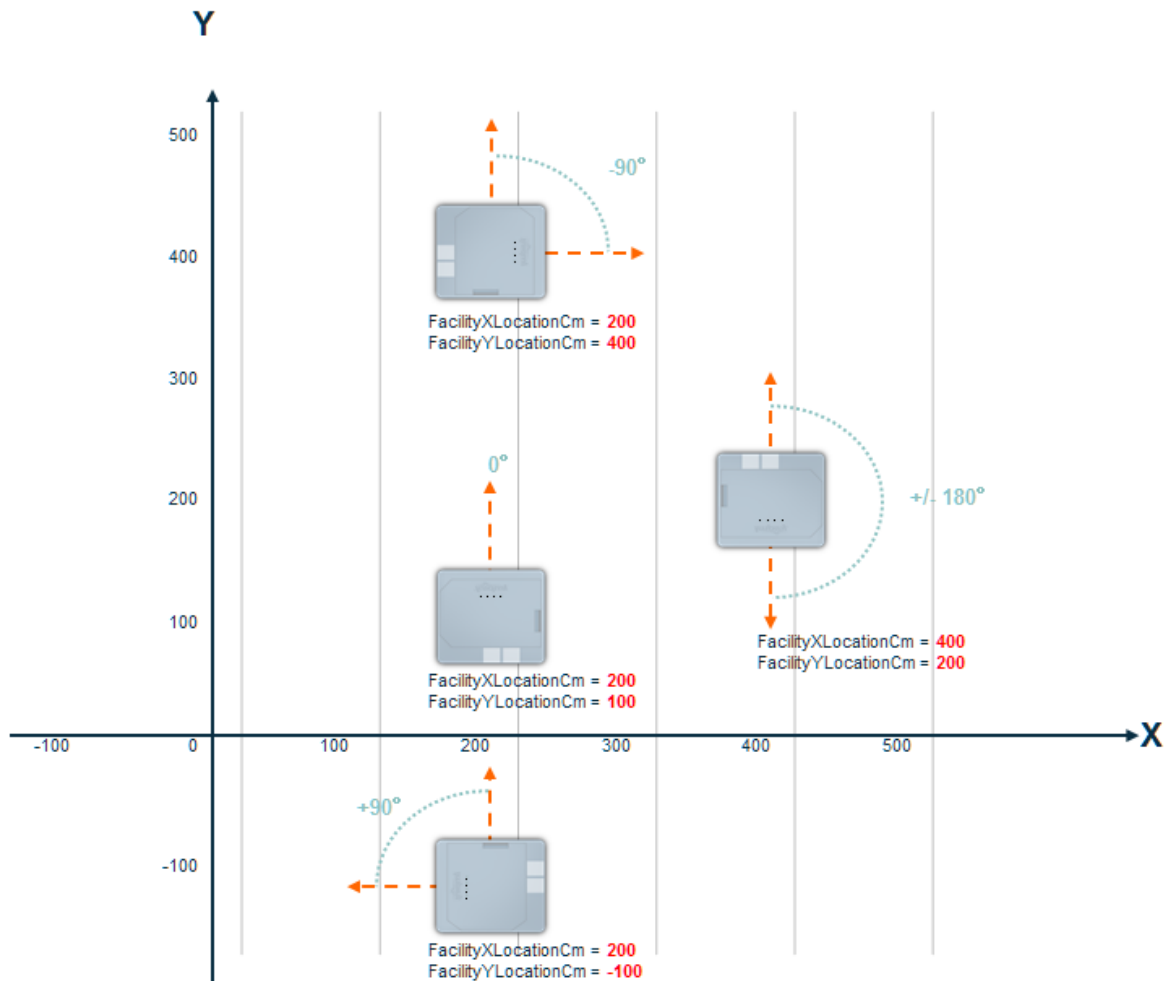 Y
500
-90°
400
FacilityXLocationCm = 200
FacilityYLocationCm = 400
300
0°
200
+/- 180°
100
FacilityXLocationCm = 400
FacilityYLocationCm = 200
FacilityXLocationCm = 200
FacilityYLocationCm = 100
X
-100 0 100 200 300 400 500
+90°
-100
FacilityXLocationCm = 200
FacilityYLocationCm = -100